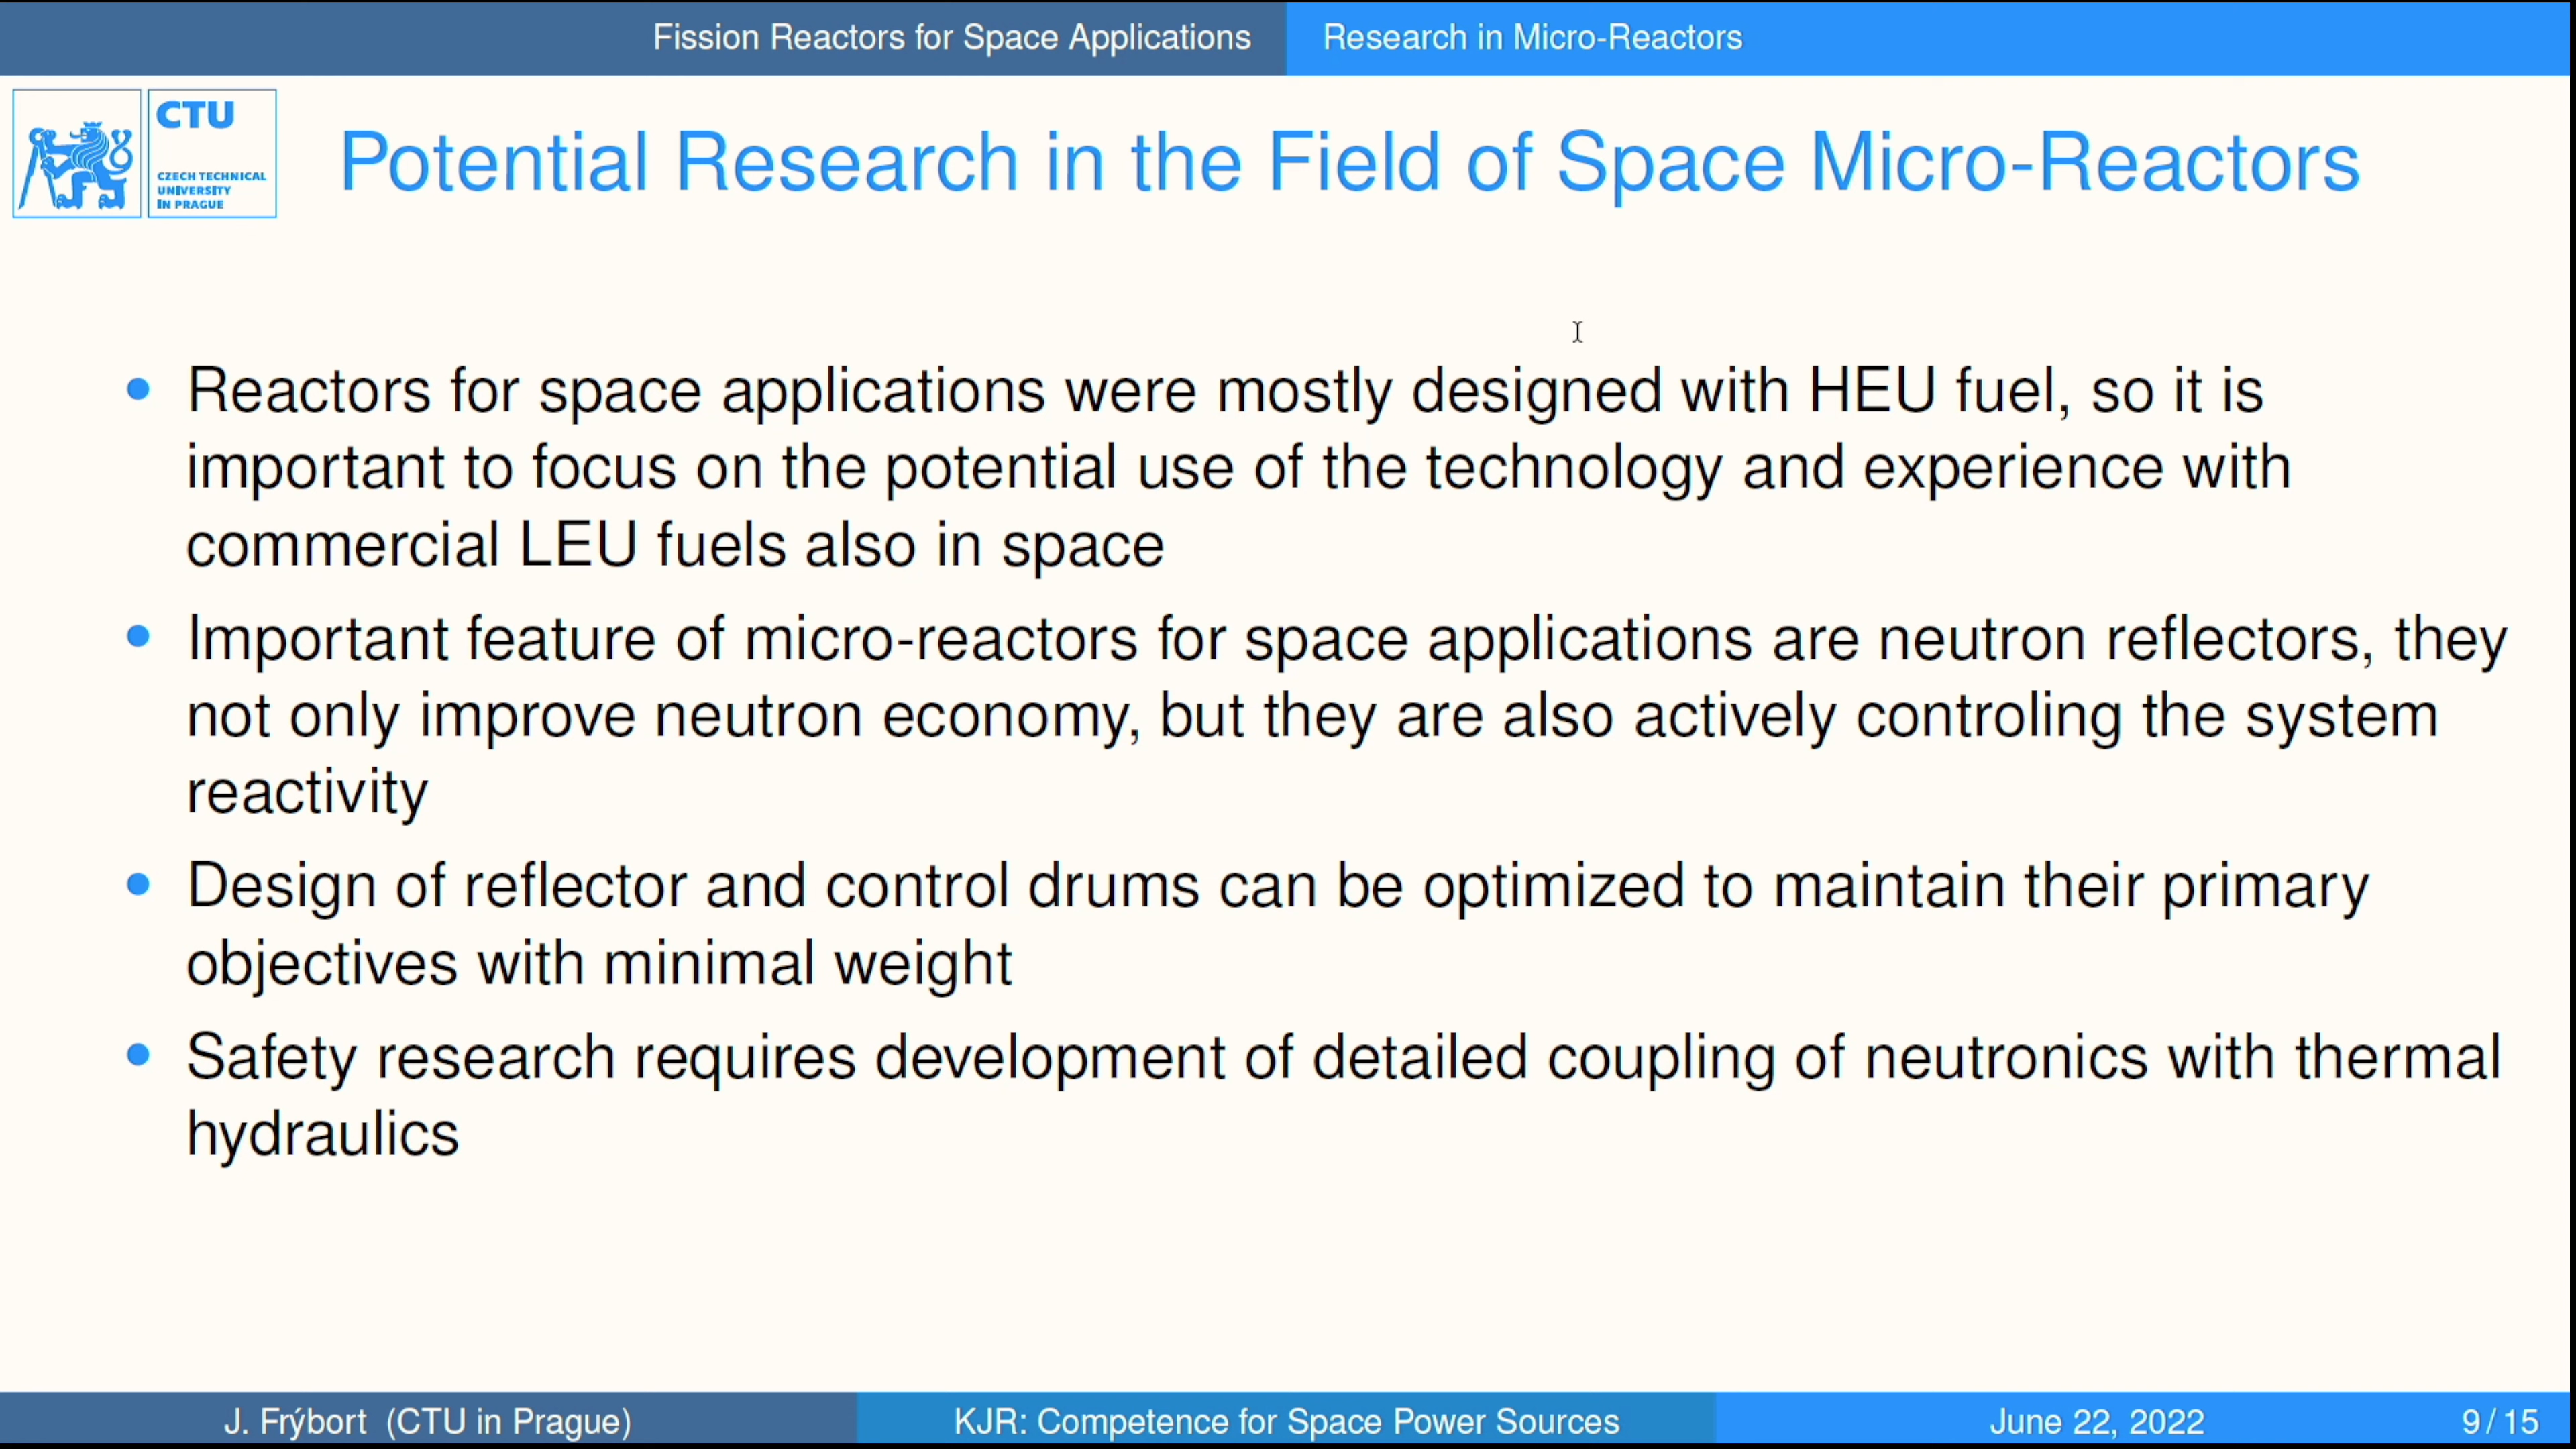 Fission Reactors for Space Applications
Research in Micro-Reactors
CTU
CZECH TECHNICAL
UNIVERSITY
IN PRAGUE
Potential Research in the Field of Space Micro-Reactors
• Reactors for space applications were mostly designed with HEU fuel, so it is
important to focus on the potential use of the technology and experience with
commercial LEU fuels also in space
• Important feature of micro-reactors for space applications are neutron reflectors, they
not only improve neutron economy, but they are also actively controling the system
reactivity
• Design of reflector and control drums can be optimized to maintain their primary
objectives with minimal weight
• Safety research requires development of detailed coupling of neutronics with thermal
hydraulics
J. Frýbort (CTU in Prague)
KJR: Competence for Space Power Sources
June 22, 2022
9 / 15